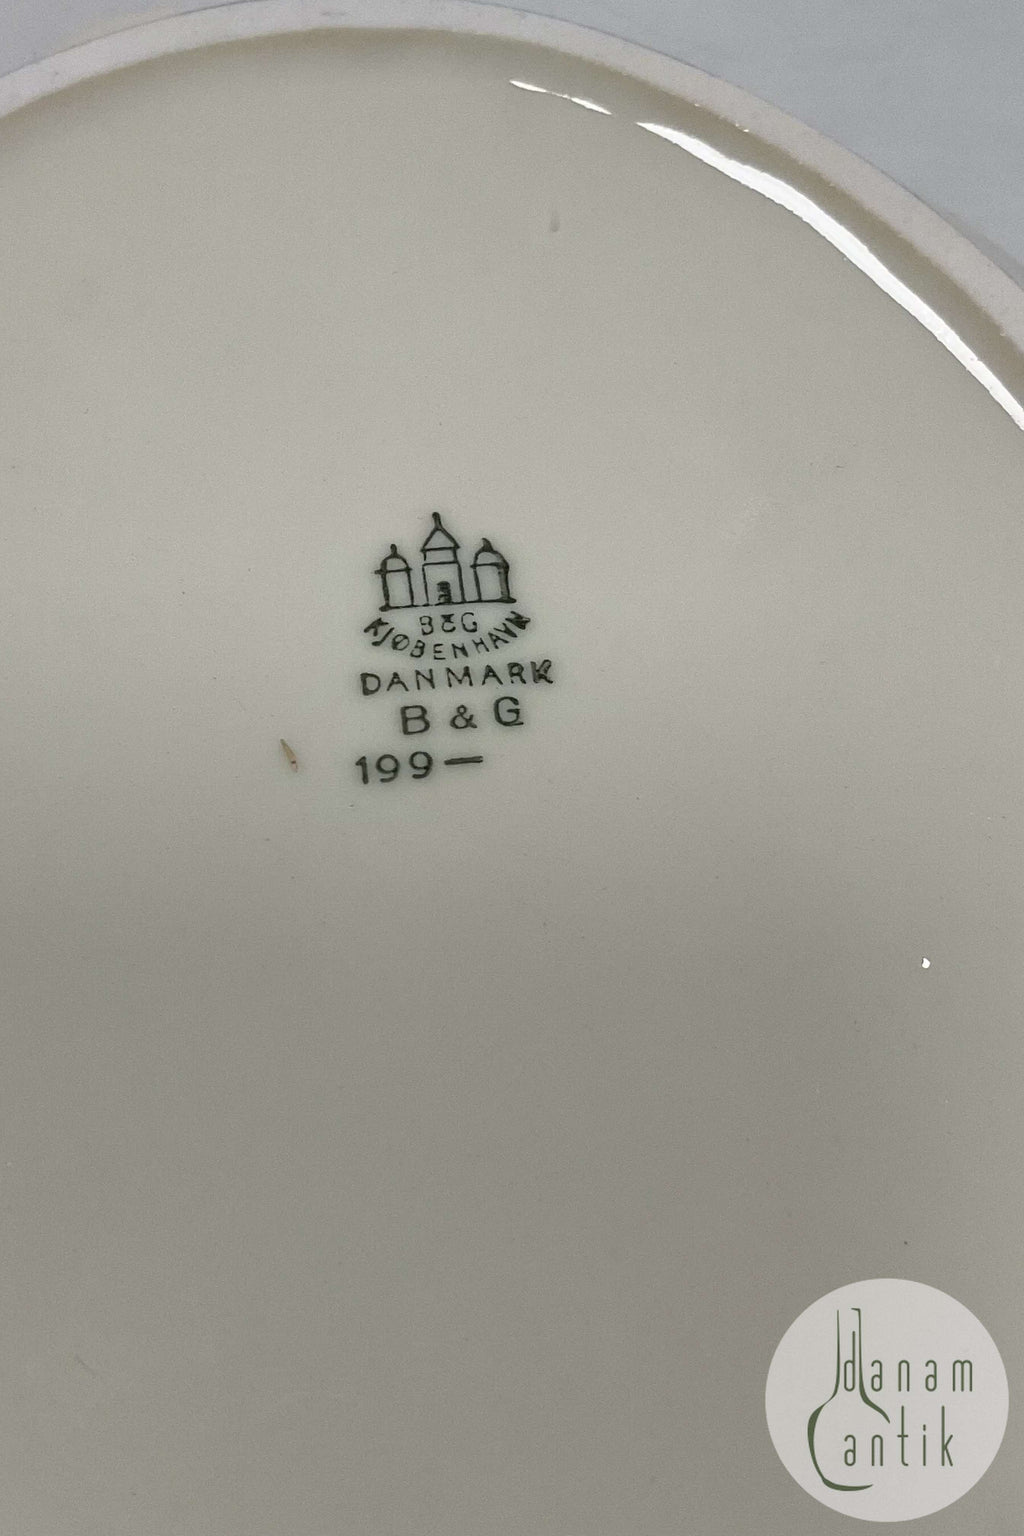 B&G
KJØBENHAVN
DANMARK
B & G
199—
danam
antik